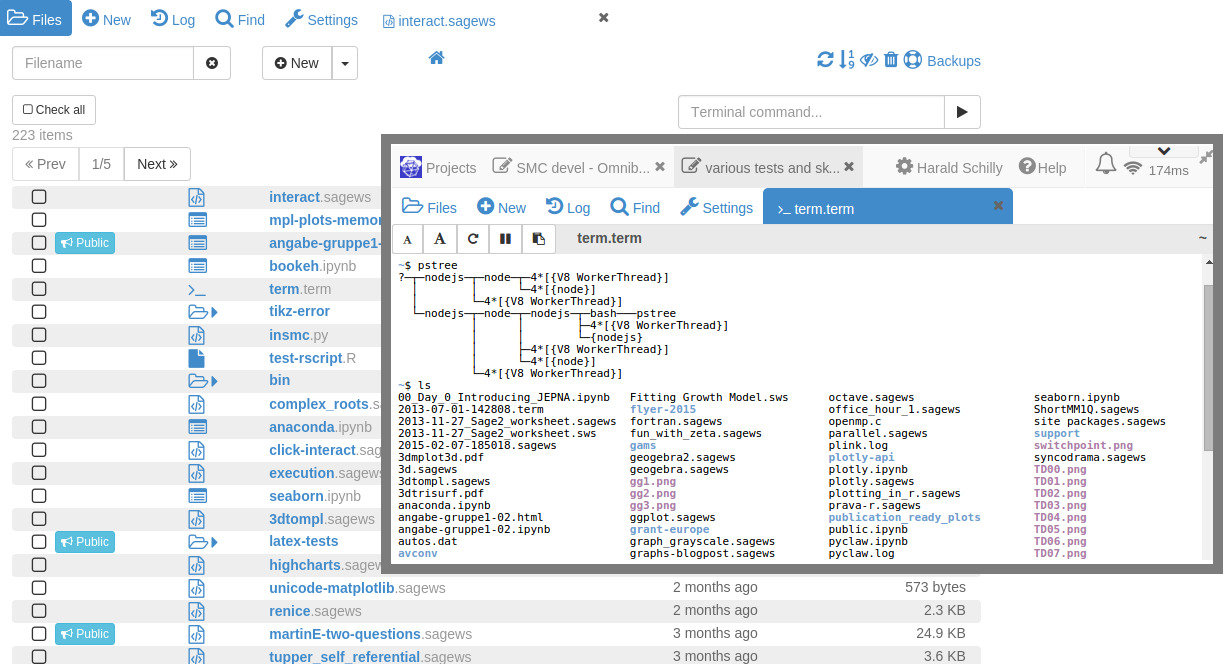 Files New Log Find Settings interact.sagews
Filename New Backups
Check all Terminal command...
223 items
« Prev 1/5 Next »
interact.sagews
mpl-plots-memor
Public angabe-gruppe1-
bookeh.ipynb
term.term
tikz-error
insmc.py
test-rscript.R
bin
complex_roots.sa
anaconda.ipynb
click-interact.sag
execution.sagews
seaborn.ipynb
3dtompl.sagews
Public latex-tests
highcharts.sagew
unicode-matplotlib.sagews 2 months ago 573 bytes
renice.sagews 2 months ago 2.3 KB
Public martinE-two-questions.sagews 3 months ago 24.9 KB
tupper_self_referential.sagews 3 months ago 3.6 KB
Projects SMC devel - Omnib... various tests and sk... Harald Schilly Help 174ms
Files New Log Find Settings >_ term.term
A A term.term ~
~$ pstree
?─┬─nodejs─┬─node─┬─4*[{V8 WorkerThread}]
  │        │      └─4*[{node}]
  │        └─4*[{V8 WorkerThread}]
  └─nodejs─┬─node─┬─nodejs─┬─bash───pstree
           │      │        ├─4*[{V8 WorkerThread}]
           │      │        └─{nodejs}
           │      ├─4*[{V8 WorkerThread}]
           │      └─4*[{node}]
           └─4*[{V8 WorkerThread}]
~$ ls
00_Day_0_Introducing_JEPNA.ipynb Fitting Growth Model.sws octave.sagews seaborn.ipynb
2013-07-01-142808.term flyer-2015 office_hour_1.sagews ShortMM1Q.sagews
2013-11-27_Sage2_worksheet.sagews fortran.sagews openmp.c site packages.sagews
2013-11-27_Sage2_worksheet.sws fun_with_zeta.sagews parallel.sagews support
2015-02-07-185018.sagews gams plink.log switchpoint.png
3dmplot3d.pdf geogebra2.sagews plotly-api syncodrama.sagews
3d.sagews geogebra.sagews plotly.ipynb TD00.png
3dtompl.sagews gg1.png plotly.sagews TD01.png
3dtrisurf.pdf gg2.png plotting_in_r.sagews TD02.png
anaconda.ipynb gg3.png prava-r.sagews TD03.png
angabe-gruppe1-02.html ggplot.sagews publication_ready_plots TD04.png
angabe-gruppe1-02.ipynb grant-europe public.ipynb TD05.png
autos.dat graph_grayscale.sagews pyclaw.ipynb TD06.png
avconv graphs-blogpost.sagews pyclaw.log TD07.png